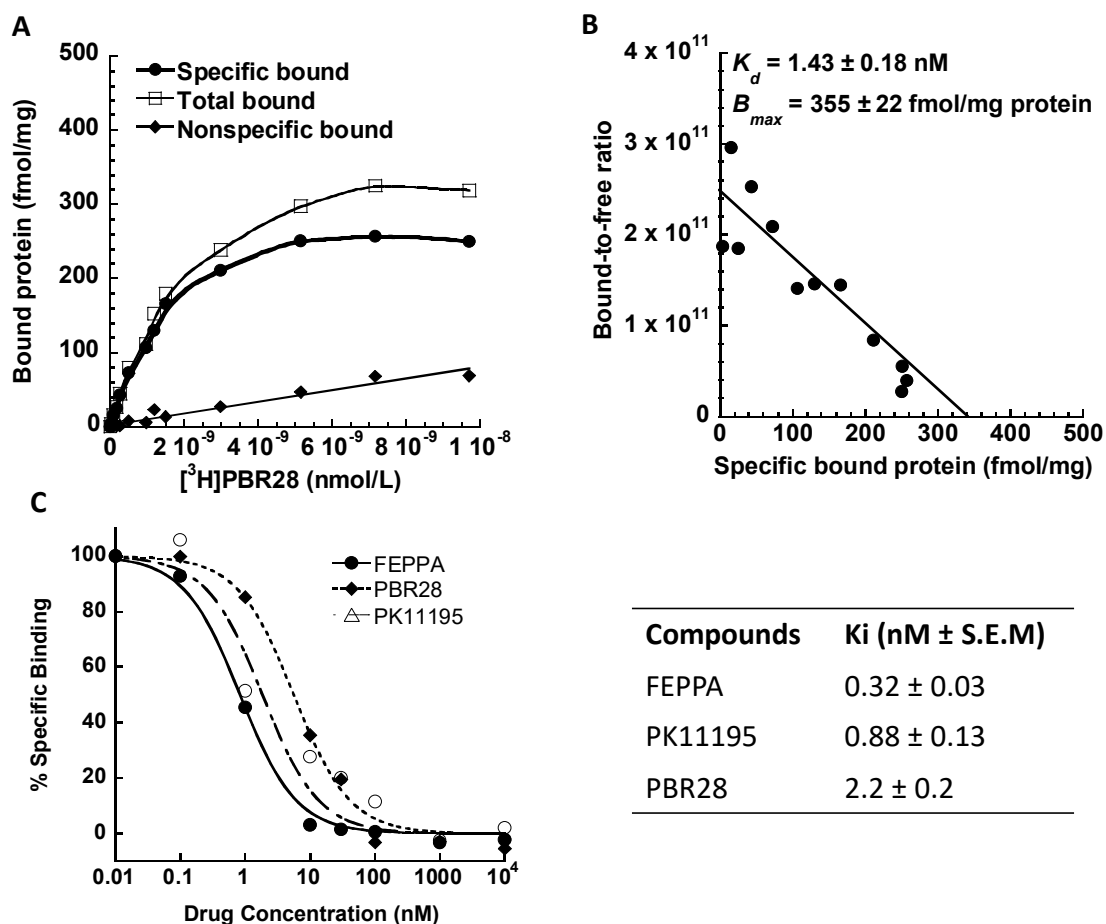 A
500
400
300
200
100
0
Bound protein (fmol/mg)
Specific bound
Total bound
Nonspecific bound
0 2 10⁻⁹ 4 10⁻⁹ 6 10⁻⁹ 8 10⁻⁹ 1 10⁻⁸
[³H]PBR28 (nmol/L)
B
4 x 10¹¹
3 x 10¹¹
2 x 10¹¹
1 x 10¹¹
0
Bound-to-free ratio
K_d = 1.43 ± 0.18 nM
B_max = 355 ± 22 fmol/mg protein
0 100 200 300 400 500
Specific bound protein (fmol/mg)
C
100
80
60
40
20
0
% Specific Binding
FEPPA
PBR28
PK11195
0.01 0.1 1 10 100 1000 10⁴
Drug Concentration (nM)
Compounds Ki (nM ± S.E.M)
FEPPA 0.32 ± 0.03
PK11195 0.88 ± 0.13
PBR28 2.2 ± 0.2